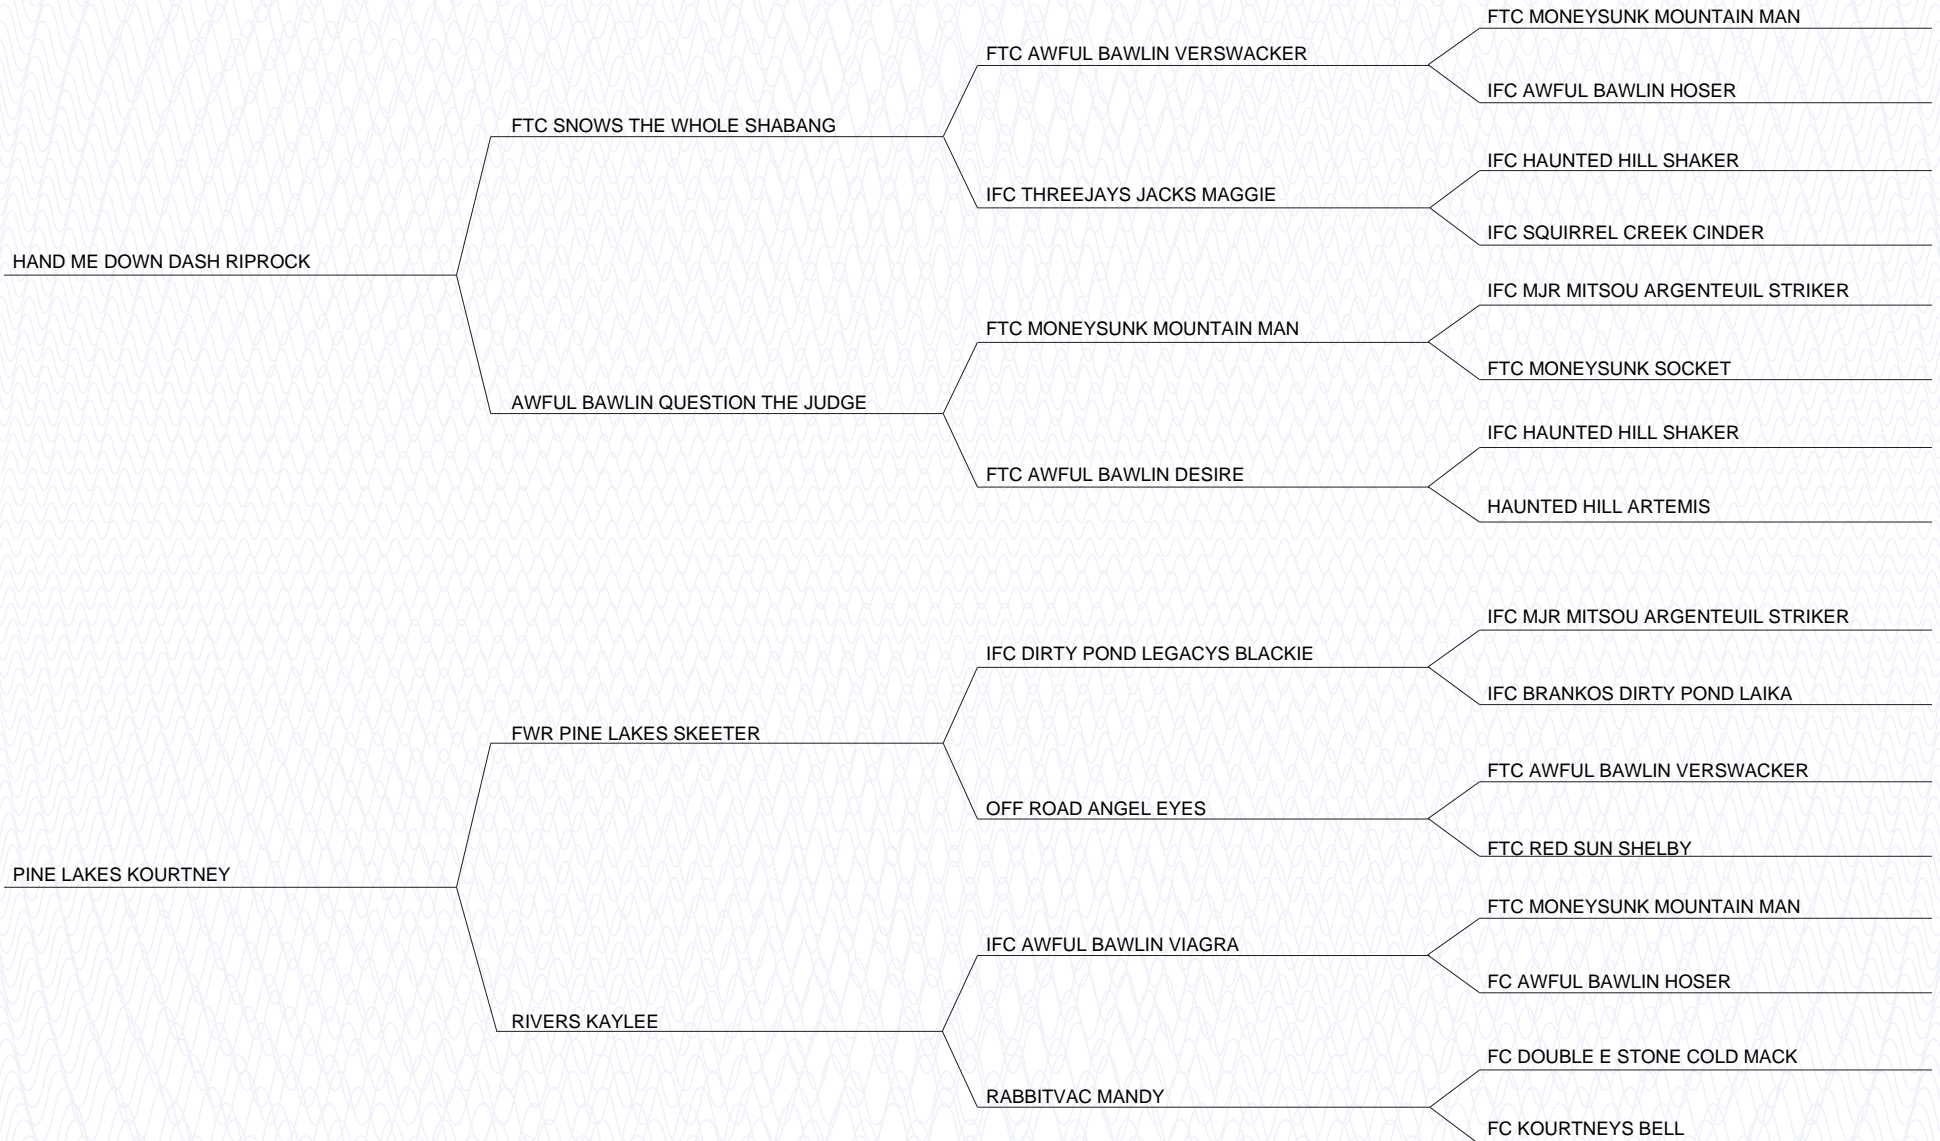 FTC MONEYSUNK MOUNTAIN MAN
FTC AWFUL BAWLIN VERSWACKER
IFC AWFUL BAWLIN HOSER
FTC SNOWS THE WHOLE SHABANG
IFC HAUNTED HILL SHAKER
IFC THREEJAYS JACKS MAGGIE
IFC SQUIRREL CREEK CINDER
HAND ME DOWN DASH RIPROCK
IFC MJR MITSOU ARGENTEUIL STRIKER
FTC MONEYSUNK MOUNTAIN MAN
FTC MONEYSUNK SOCKET
AWFUL BAWLIN QUESTION THE JUDGE
IFC HAUNTED HILL SHAKER
FTC AWFUL BAWLIN DESIRE
HAUNTED HILL ARTEMIS
IFC MJR MITSOU ARGENTEUIL STRIKER
IFC DIRTY POND LEGACYS BLACKIE
IFC BRANKOS DIRTY POND LAIKA
FWR PINE LAKES SKEETER
FTC AWFUL BAWLIN VERSWACKER
OFF ROAD ANGEL EYES
FTC RED SUN SHELBY
PINE LAKES KOURTNEY
FTC MONEYSUNK MOUNTAIN MAN
IFC AWFUL BAWLIN VIAGRA
FC AWFUL BAWLIN HOSER
RIVERS KAYLEE
FC DOUBLE E STONE COLD MACK
RABBITVAC MANDY
FC KOURTNEYS BELL